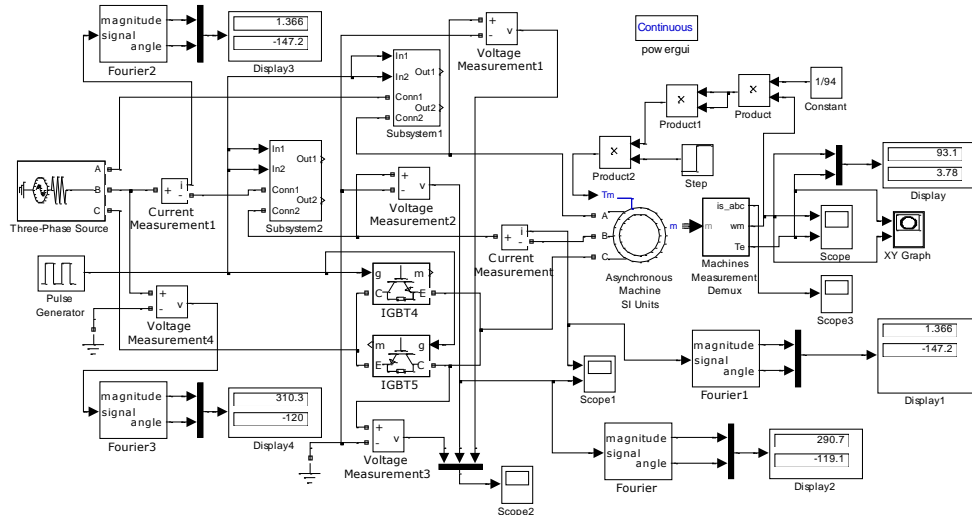 magnitude
signal
angle
Fourier2
1.366
-147.2
Display3
+
-
v
Voltage
Measurement1
Continuous
pow ergui
In1
In2
Conn1
Conn2
Out1
Out2
Subsystem1
1/94
Constant
X
Product
X
Product1
X
Product2
Step
In1
In2
Conn1
Conn2
Out1
Out2
Subsystem2
A
B
C
Three-Phase Source
i
+
-
Current
Measurement1
+
-
v
Voltage
Measurement2
i
+
-
Current
Measurement
Tm
A
B
C
m
Asynchronous
Machine
SI Units
m
is_abc
wm
Te
Machines
Measurement
Demux
93.1
3.78
Display
Scope
XY Graph
Scope3
Pulse
Generator
+
-
v
Voltage
Measurement4
g
m
C
E
IGBT4
m
g
E
C
IGBT5
Scope1
magnitude
signal
angle
Fourier1
1.366
-147.2
Display1
magnitude
signal
angle
Fourier3
310.3
-120
Display4
+
-
v
Voltage
Measurement3
Scope2
magnitude
signal
angle
Fourier
290.7
-119.1
Display2